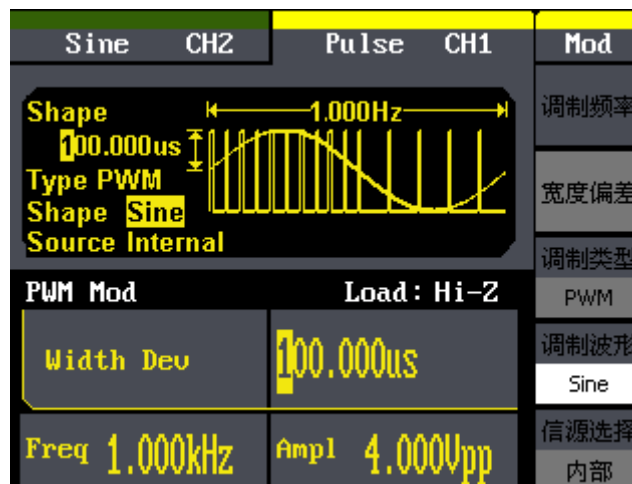 Sine CH2 Pulse CH1 Mod
Shape 1.000Hz
100.000us
Type PWM
Shape Sine
Source Internal
PWM Mod Load: Hi-Z
Width Dev 100.000us
Freq 1.000kHz Ampl 4.00Vpp
调制频率
宽度偏差
调制类型
PWM
调制波形
Sine
信源选择
内部